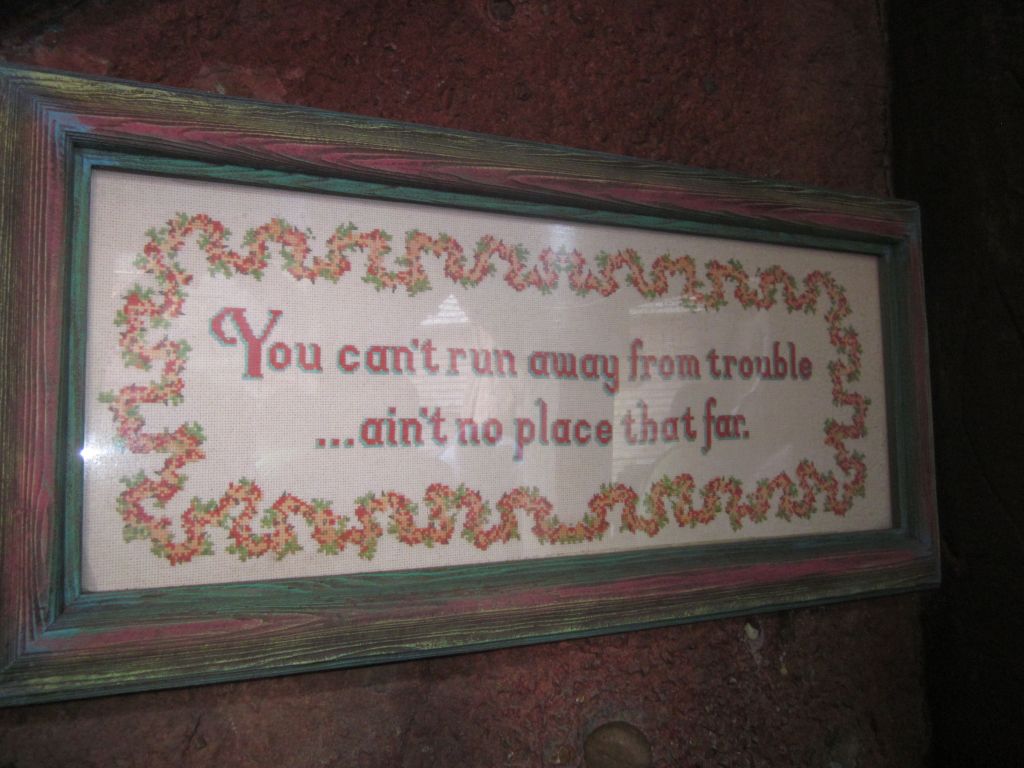 You can't run away from trouble
...ain't no place that far.